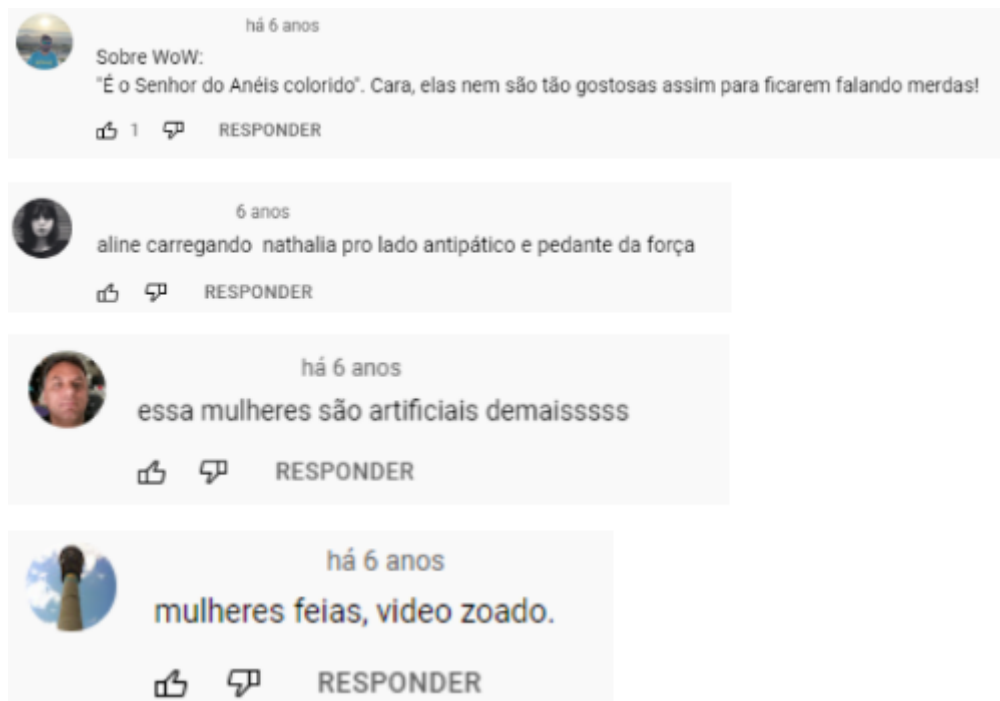 há 6 anos
Sobre WoW:
"É o Senhor do Anéis colorido". Cara, elas nem são tão gostosas assim para ficarem falando merdas!
1 RESPONDER
6 anos
aline carregando nathalia pro lado antipático e pedante da força
RESPONDER
há 6 anos
essa mulheres são artificiais demaisssss
RESPONDER
há 6 anos
mulheres feias, video zoado.
RESPONDER